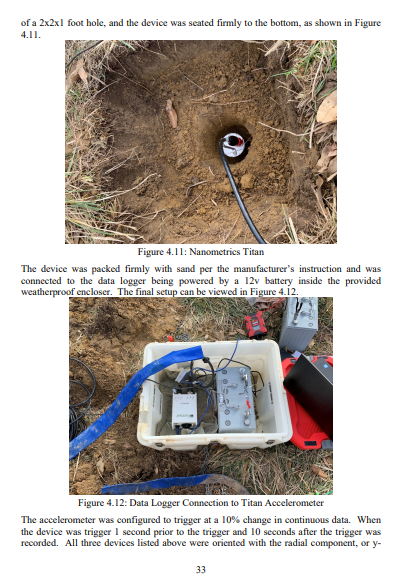 of a 2x2x1 foot hole, and the device was seated firmly to the bottom, as shown in Figure
4.11.
Figure 4.11: Nanometrics Titan
The device was packed firmly with sand per the manufacturer's instruction and was
connected to the data logger being powered by a 12v battery inside the provided
weatherproof encloser. The final setup can be viewed in Figure 4.12.
Figure 4.12: Data Logger Connection to Titan Accelerometer
The accelerometer was configured to trigger at a 10% change in continuous data. When
the device was trigger 1 second prior to the trigger and 10 seconds after the trigger was
recorded. All three devices listed above were oriented with the radial component, or y-
33